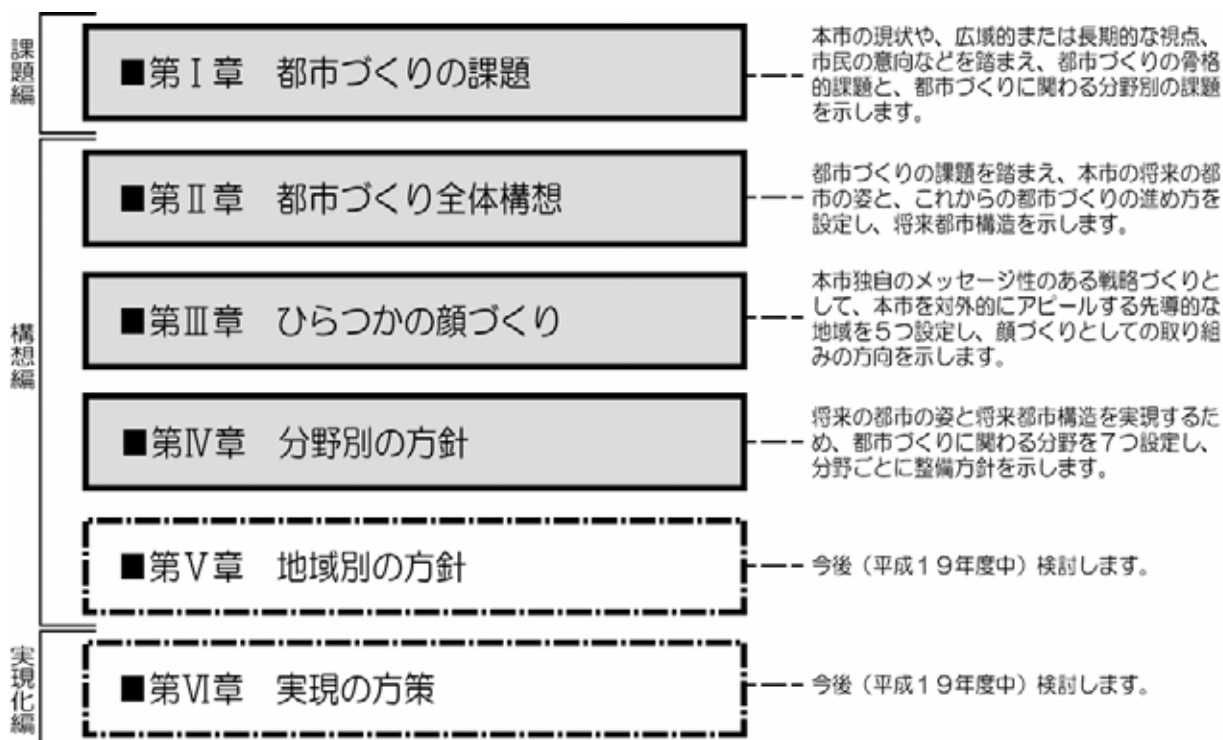 課題編
■第Ⅰ章 都市づくりの課題
本市の現状や、広域的または長期的な視点、
市民の意向などを踏まえ、都市づくりの骨格
的課題と、都市づくりに関わる分野別の課題
を示します。
構想編
■第Ⅱ章 都市づくり全体構想
都市づくりの課題を踏まえ、本市の将来の都
市の姿と、これからの都市づくりの進め方を
設定し、将来都市構造を示します。
■第Ⅲ章 ひらつかの顔づくり
本市独自のメッセージ性のある戦略づくりと
して、本市を対外的にアピールする先導的な
地域を5つ設定し、顔づくりとしての取り組
みの方向を示します。
■第Ⅳ章 分野別の方針
将来の都市の姿と将来都市構造を実現するた
め、都市づくりに関わる分野を7つ設定し、
分野ごとに整備方針を示します。
■第Ⅴ章 地域別の方針
今後（平成19年度中）検討します。
実現化編
■第Ⅵ章 実現の方策
今後（平成19年度中）検討します。